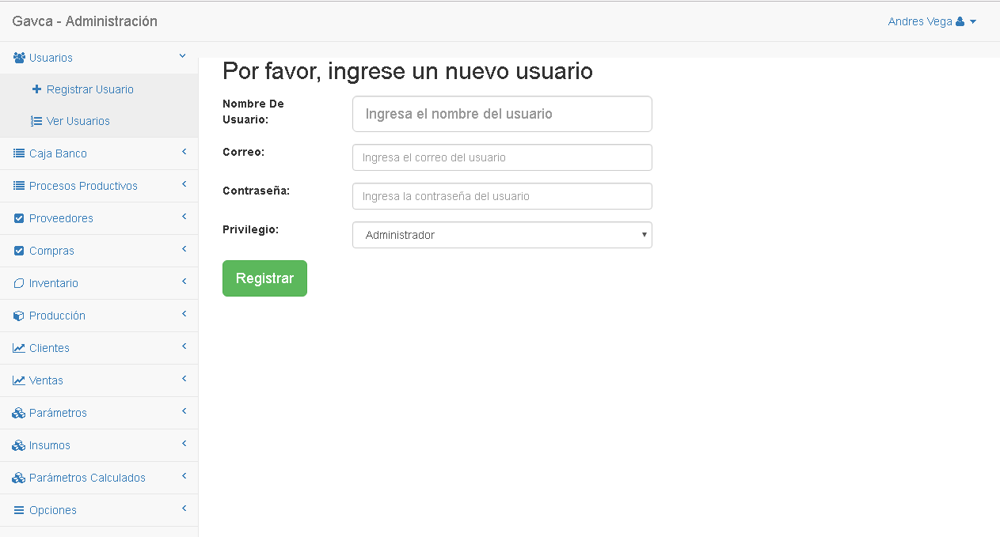 Gavca - Administración
Andres Vega
Usuarios
Registrar Usuario
Ver Usuarios
Caja Banco
Procesos Productivos
Proveedores
Compras
Inventario
Producción
Clientes
Ventas
Parámetros
Insumos
Parámetros Calculados
Opciones
Por favor, ingrese un nuevo usuario
Nombre De
Usuario:
Ingresa el nombre del usuario
Correo:
Ingresa el correo del usuario
Contraseña:
Ingresa la contraseña del usuario
Privilegio:
Administrador
Registrar